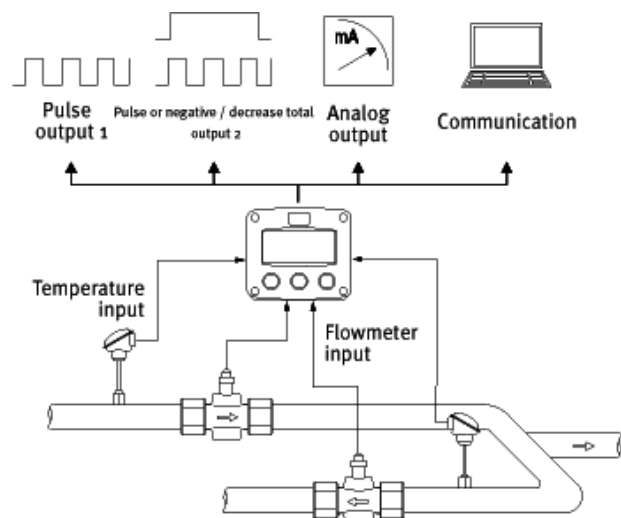 mA
Pulse
output 1
Pulse or negative / decrease total
output 2
Analog
output
Communication
Temperature
input
Flowmeter
input